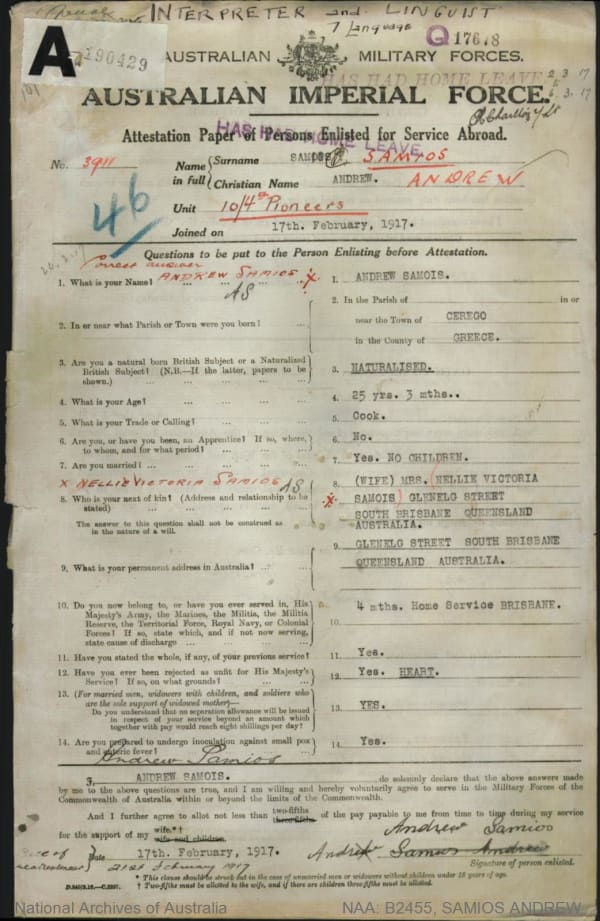 INTERPRETER and LINGUIST
7 Language
A
190429
Q17678
AUSTRALIAN MILITARY FORCES.
HAS HAD HOME LEAVE 2. 3. 17
6. 3. 17
AUSTRALIAN IMPERIAL FORCE.
Attestation Paper of Persons Enlisted for Service Abroad.
HAS HAD HOME LEAVE
No. 3911
Name in full
Surname SAMOIS SAMIOS
Christian Name ANDREW. ANDREW
46
Unit 10/4th Pioneers
Joined on 17th. February, 1917.
Questions to be put to the Person Enlisting before Attestation.
Correct answer
ANDREW SAMIOS x
AS
1. What is your Name? ... ...
1. ANDREW SAMOIS.
2. In or near what Parish or Town were you born? ...
2. In the Parish of in or
near the Town of CEREGO
in the County of GREECE.
3. Are you a natural born British Subject or a Naturalized
British Subject? (N.B.—If the latter, papers to be
shown.) ... ... ... ...
3. NATURALISED.
4. What is your Age? ... ... ...
4. 25 yrs. 3 mths..
5. What is your Trade or Calling? ... ...
5. Cook.
6. Are you, or have you been, an Apprentice? If so, where,
to whom, and for what period? ... ...
6. No.
7. Are you married? ... ... ...
7. Yes. NO CHILDREN.
x NELLIE VICTORIA SAMIOS AS
8. Who is your next of kin? (Address and relationship to be
stated) ... ... ... ...
The answer to this question shall not be construed as
in the nature of a will.
8. (WIFE) MRS. (NELLIE VICTORIA
x SAMOIS) GLENELG STREET
SOUTH BRISBANE QUEENSLAND
AUSTRALIA.
9. What is your permanent address in Australia? ..?
9. GLENELG STREET SOUTH BRISBANE
QUEENSLAND AUSTRALIA.
10. Do you now belong to, or have you ever served in, His
Majesty's Army, the Marines, the Militia, the Militia
Reserve, the Territorial Force, Royal Navy, or Colonial
Forces? If so, state which, and if not now serving,
state cause of discharge ... ... ...
10. 4 mths. Home Service BRISBANE.
11. Have you stated the whole, if any, of your previous service?
11. Yes.
12. Have you ever been rejected as unfit for His Majesty's
Service? If so, on what grounds? ... ...
12. Yes. HEART.
13. (For married men, widowers with children, and soldiers who
are the sole support of widowed mother)—
Do you understand that no separation allowance will be issued
in respect of your service beyond an amount which
together with pay would reach eight shillings per day?
13. YES.
14. Are you prepared to undergo inoculation against small pox
and enteric fever? ... ... ...
14. Yes.
Andrew Samios
I, ANDREW SAMOIS. do solemnly declare that the above answers made
by me to the above questions are true, and I am willing and hereby voluntarily agree to serve in the Military Forces of the
Commonwealth of Australia within or beyond the limits of the Commonwealth.
And I further agree to allot not less than two-fifths three-fifths of the pay payable to me from time to time during my service
for the support of my wife.*† wife and children.
Andrew Samios
Date 17th. February, 1917.
Andrew Samios Andrew
21st February 1917
Signature of person enlisted.
* This clause should be struck out in the case of unmarried men or widowers without children under 18 years of age.
† Two-fifths must be allotted to the wife, and if there are children three-fifths must be allotted.
National Archives of Australia
NAA: B2455, SAMIOS ANDREW